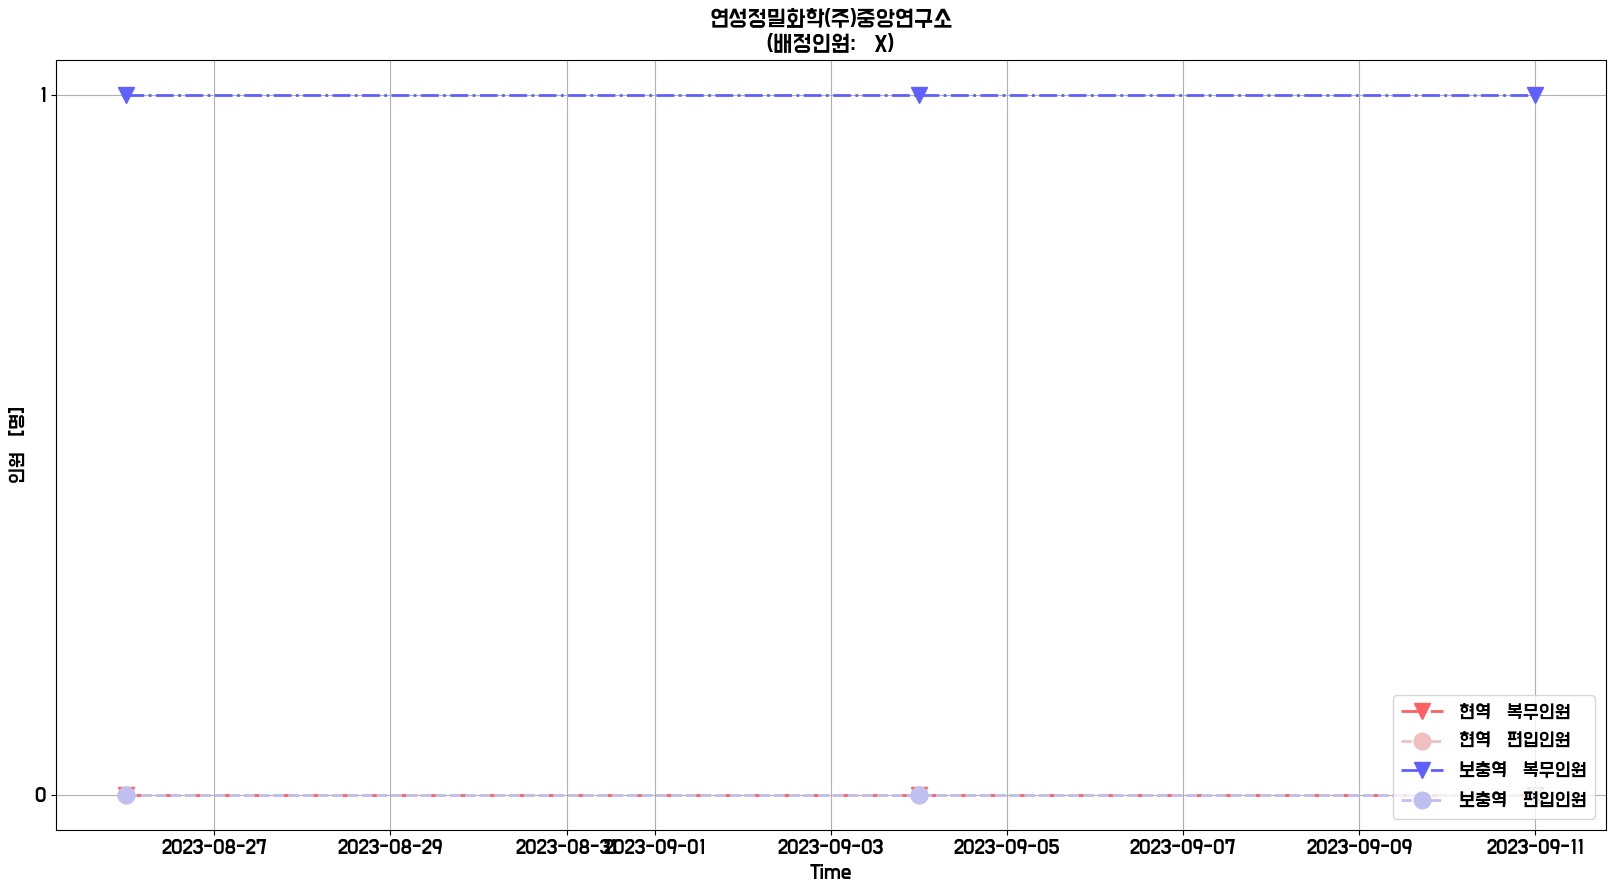 연성정밀화학(주)중앙연구소
(배정인원: X)
1
0
인원 [명]
2023-08-27
2023-08-29
2023-08-31
2023-09-01
2023-09-03
2023-09-05
2023-09-07
2023-09-09
2023-09-11
Time
현역 복무인원
현역 편입인원
보충역 복무인원
보충역 편입인원